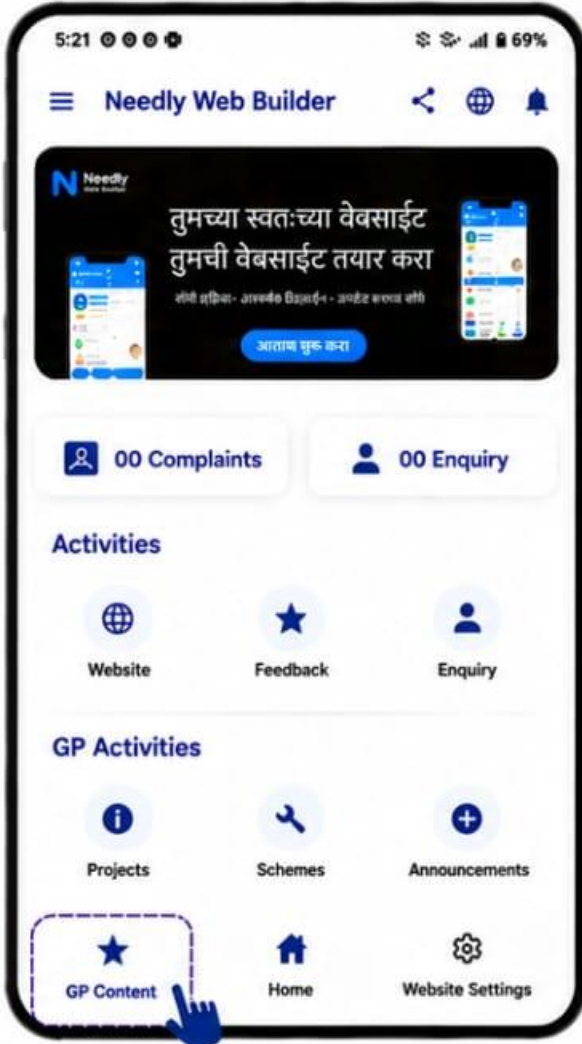 5:21
69%
Needly Web Builder
Needly
तुमच्या स्वतःच्या वेबसाईट
तुमची वेबसाईट तयार करा
00 Complaints
00 Enquiry
Activities
Website
Feedback
Enquiry
GP Activities
Projects
Schemes
Announcements
GP Content
Home
Website Settings